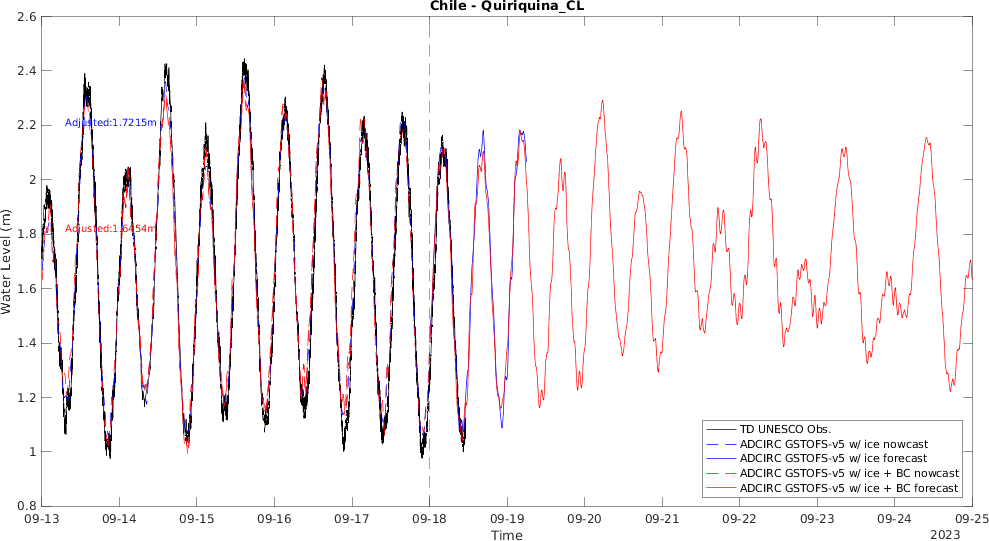 Chile - Quiriquina_CL
2.6
2.4
2.2
2
1.8
1.6
1.4
1.2
1
0.8
Water Level (m)
Adjusted:1.7215m
Adjusted:1.6454m
TD UNESCO Obs.
ADCIRC GSTOFS-v5 w/ ice nowcast
ADCIRC GSTOFS-v5 w/ ice forecast
ADCIRC GSTOFS-v5 w/ ice + BC nowcast
ADCIRC GSTOFS-v5 w/ ice + BC forecast
09-13 09-14 09-15 09-16 09-17 09-18 09-19 09-20 09-21 09-22 09-23 09-24 09-25
Time
2023